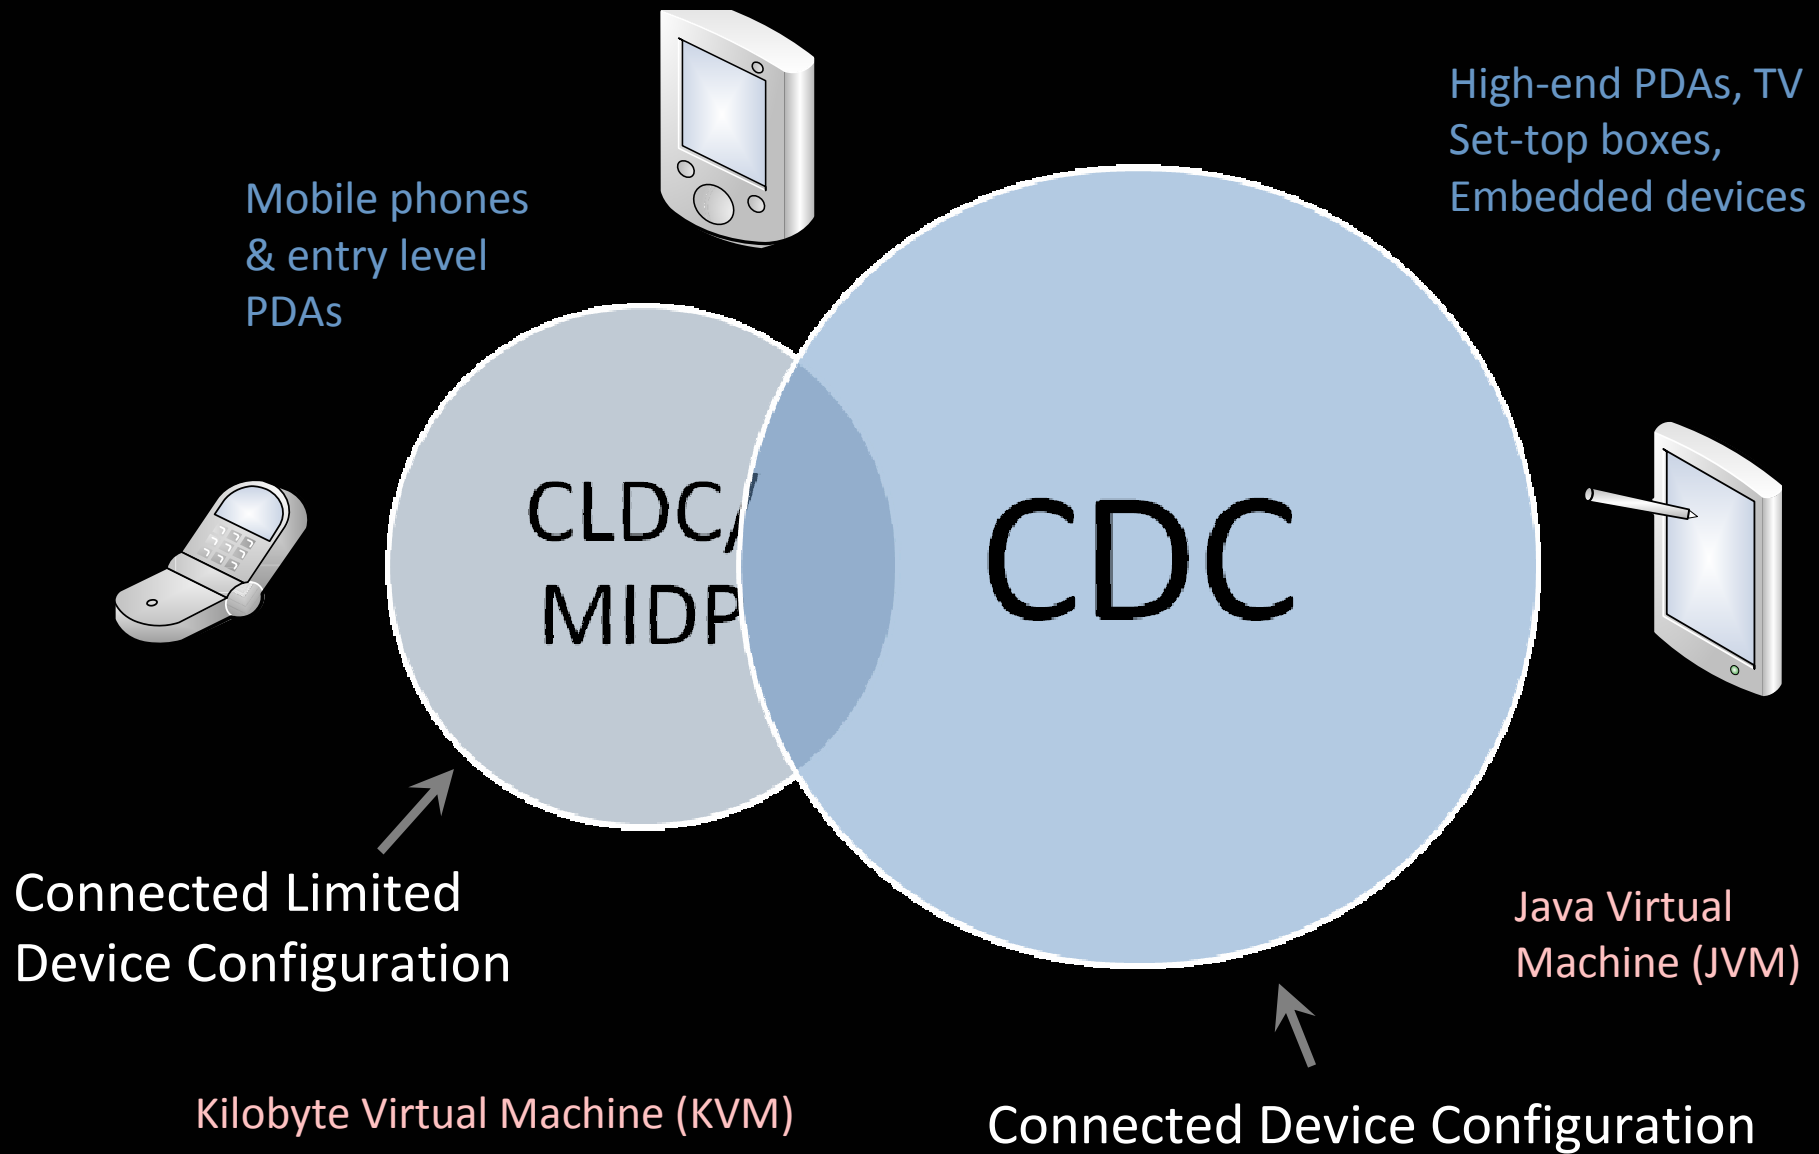 High-end PDAs, TV
Set-top boxes,
Embedded devices
Mobile phones
& entry level
PDAs
CLDC/
MIDP
CDC
Connected Limited
Device Configuration
Java Virtual
Machine (JVM)
Kilobyte Virtual Machine (KVM)
Connected Device Configuration